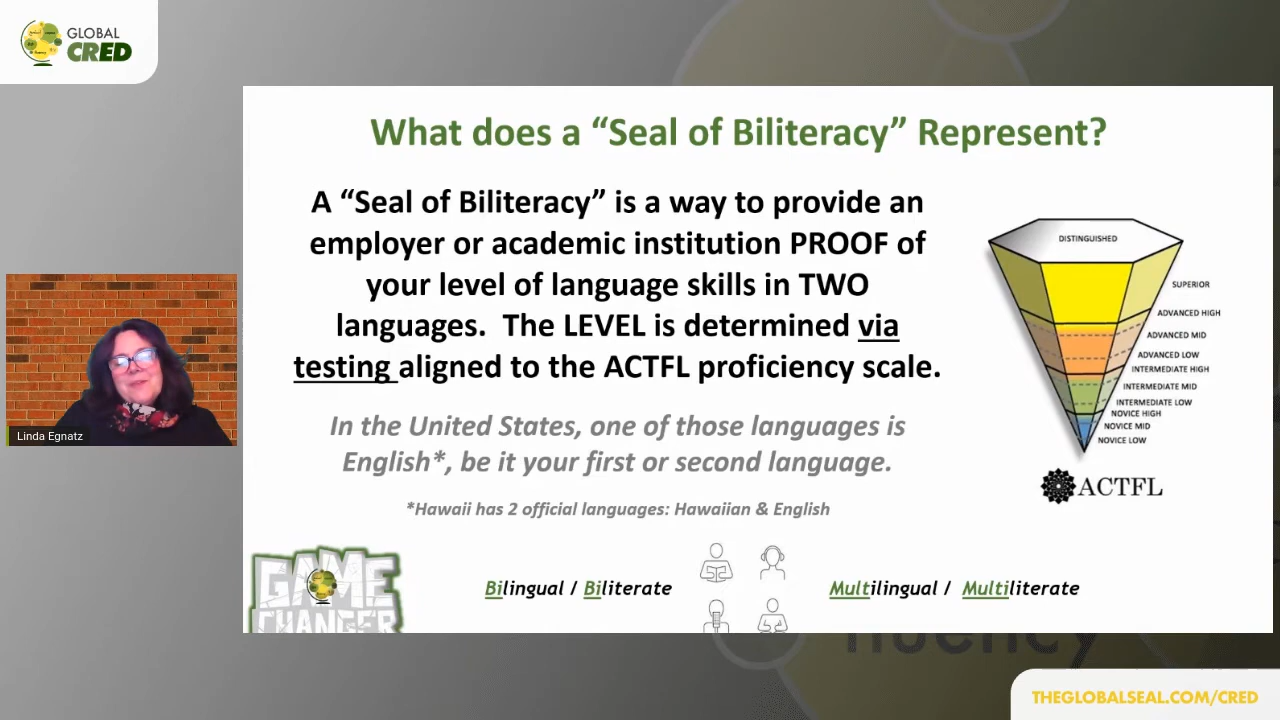 GLOBAL
CRED
What does a “Seal of Biliteracy” Represent?
A “Seal of Biliteracy” is a way to provide an
employer or academic institution PROOF of
your level of language skills in TWO
languages. The LEVEL is determined via
testing aligned to the ACTFL proficiency scale.
In the United States, one of those languages is
English*, be it your first or second language.
*Hawaii has 2 official languages: Hawaiian & English
DISTINGUISHED
SUPERIOR
ADVANCED HIGH
ADVANCED MID
ADVANCED LOW
INTERMEDIATE HIGH
INTERMEDIATE MID
INTERMEDIATE LOW
NOVICE HIGH
NOVICE MID
NOVICE LOW
ACTFL
Linda Egnatz
GAME
CHANGER
Bilingual / Biliterate
Multilingual / Multiliterate
fluency
THEGLOBALSEAL.COM/CRED